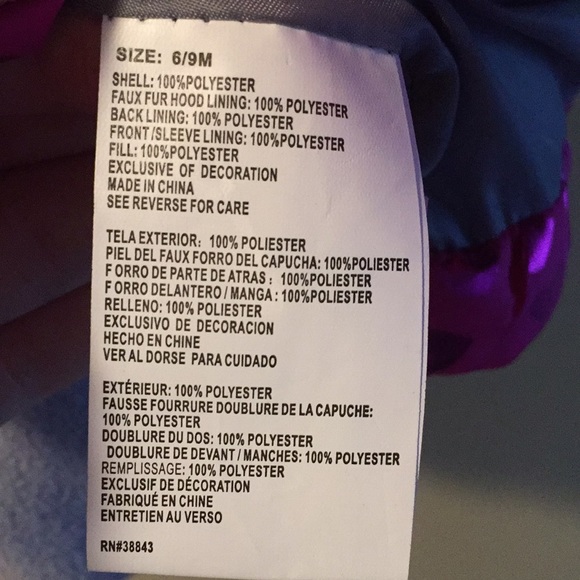 SIZE: 6/9M
SHELL: 100%POLYESTER
FAUX FUR HOOD LINING: 100% POLYESTER
BACK LINING: 100% POLYESTER
FRONT/SLEEVE LINING: 100%POLYESTER
FILL: 100%POLYESTER
EXCLUSIVE OF DECORATION
MADE IN CHINA
SEE REVERSE FOR CARE
TELA EXTERIOR: 100% POLIESTER
PIEL DEL FAUX FORRO DEL CAPUCHA: 100%POLIESTER
FORRO DE PARTE DE ATRAS: 100%POLIESTER
FORRO DELANTERO / MANGA: 100%POLIESTER
RELLENO: 100% POLIESTER
EXCLUSIVO DE DECORACION
HECHO EN CHINE
VER AL DORSE PARA CUIDADO
EXTÉRIEUR: 100% POLYESTER
FAUSSE FOURRURE DOUBLURE DE LA CAPUCHE:
100% POLYESTER
DOUBLURE DU DOS: 100% POLYESTER
DOUBLURE DE DEVANT / MANCHES: 100% POLYESTER
REMPLISSAGE: 100% POLYESTER
EXCLUSIF DE DÉCORATION
FABRIQUÉ EN CHINE
ENTRETIEN AU VERSO
RN#38843